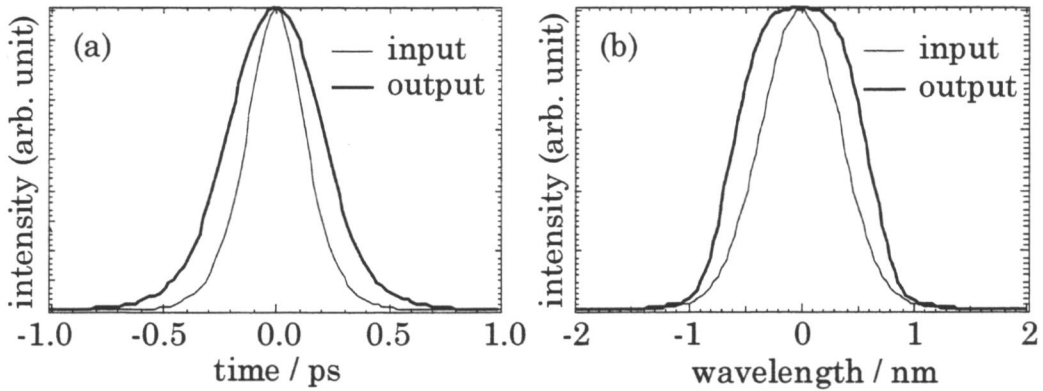 (a)
input
output
intensity (arb. unit)
-1.0 -0.5 0.0 0.5 1.0
time / ps
(b)
input
output
intensity (arb. unit)
-2 -1 0 1 2
wavelength / nm